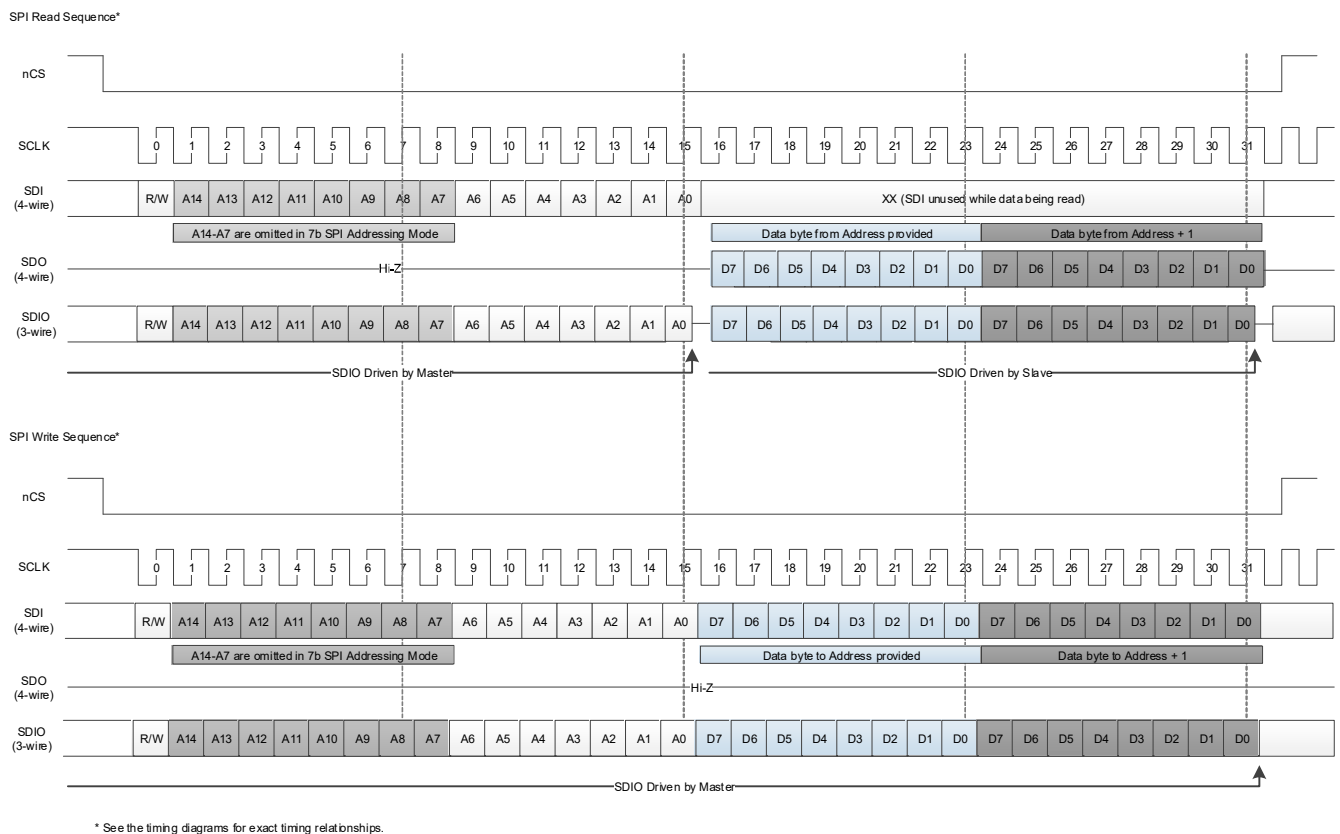 SPI Read Sequence*
nCS
SCLK 0 1 2 3 4 5 6 7 8 9 10 11 12 13 14 15 16 17 18 19 20 21 22 23 24 25 26 27 28 29 30 31
SDI
(4-wire)
R/W A14 A13 A12 A11 A10 A9 A8 A7 A6 A5 A4 A3 A2 A1 A0 XX (SDI unused while data being read)
A14-A7 are omitted in 7b SPI Addressing Mode Data byte from Address provided Data byte from Address + 1
SDO
(4-wire)
Hi-Z D7 D6 D5 D4 D3 D2 D1 D0 D7 D6 D5 D4 D3 D2 D1 D0
SDIO
(3-wire)
R/W A14 A13 A12 A11 A10 A9 A8 A7 A6 A5 A4 A3 A2 A1 A0 D7 D6 D5 D4 D3 D2 D1 D0 D7 D6 D5 D4 D3 D2 D1 D0
SDIO Driven by Master SDIO Driven by Slave
SPI Write Sequence*
nCS
SCLK 0 1 2 3 4 5 6 7 8 9 10 11 12 13 14 15 16 17 18 19 20 21 22 23 24 25 26 27 28 29 30 31
SDI
(4-wire)
R/W A14 A13 A12 A11 A10 A9 A8 A7 A6 A5 A4 A3 A2 A1 A0 D7 D6 D5 D4 D3 D2 D1 D0 D7 D6 D5 D4 D3 D2 D1 D0
A14-A7 are omitted in 7b SPI Addressing Mode Data byte to Address provided Data byte to Address + 1
SDO
(4-wire)
Hi-Z
SDIO
(3-wire)
R/W A14 A13 A12 A11 A10 A9 A8 A7 A6 A5 A4 A3 A2 A1 A0 D7 D6 D5 D4 D3 D2 D1 D0 D7 D6 D5 D4 D3 D2 D1 D0
SDIO Driven by Master
* See the timing diagrams for exact timing relationships.